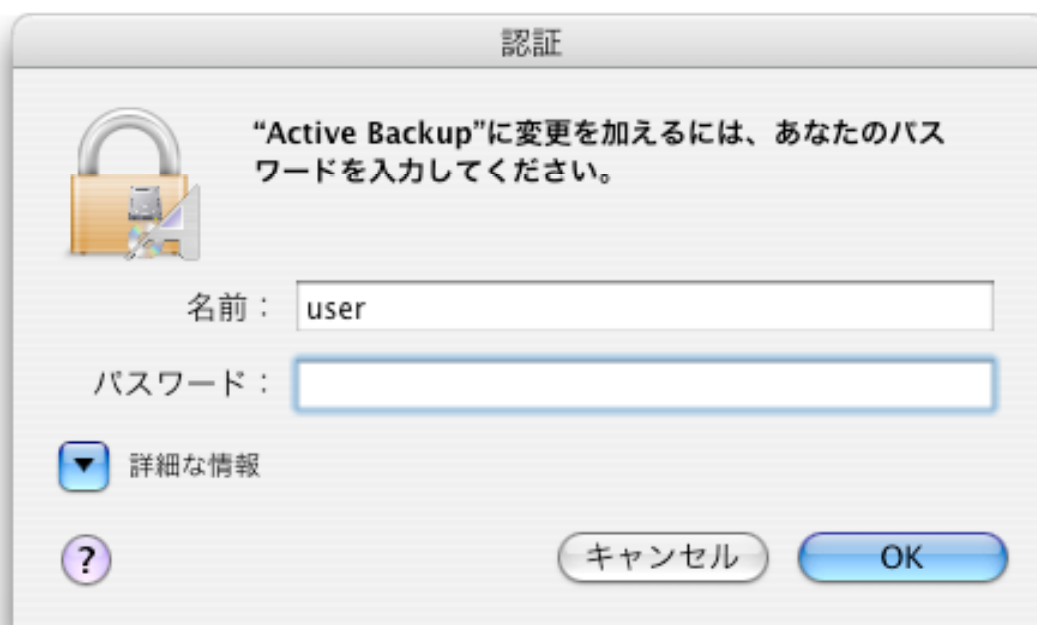 認証
“Active Backup”に変更を加えるには、あなたのパス
ワードを入力してください。
名前：
user
パスワード：
詳細な情報
?
キャンセル
OK